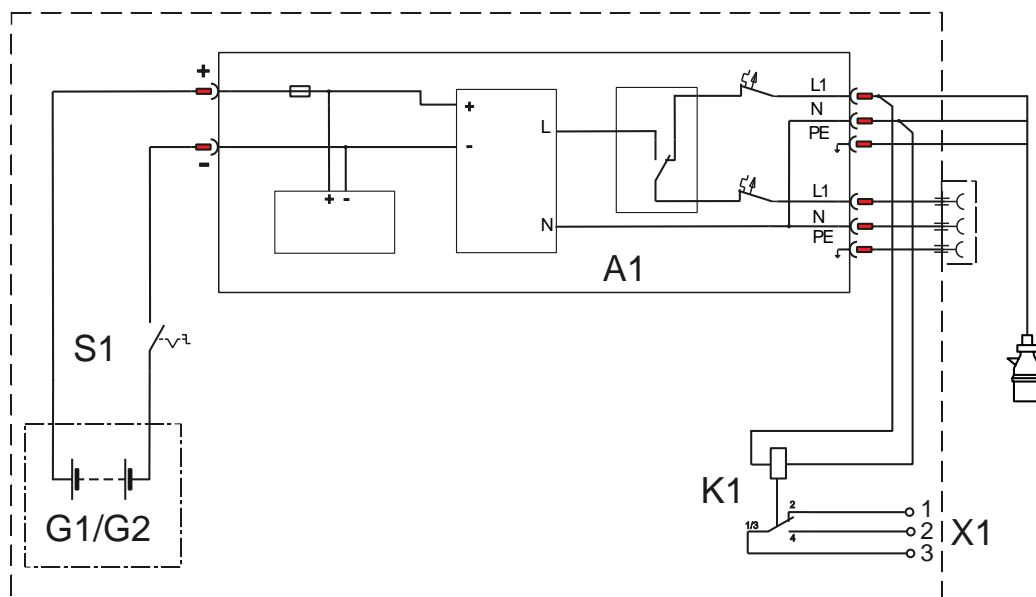 +
-
+
-
+ -
L
N
L1
N
PE
L1
N
PE
A1
S1
G1/G2
K1
2
1/3
4
1
2
3
X1